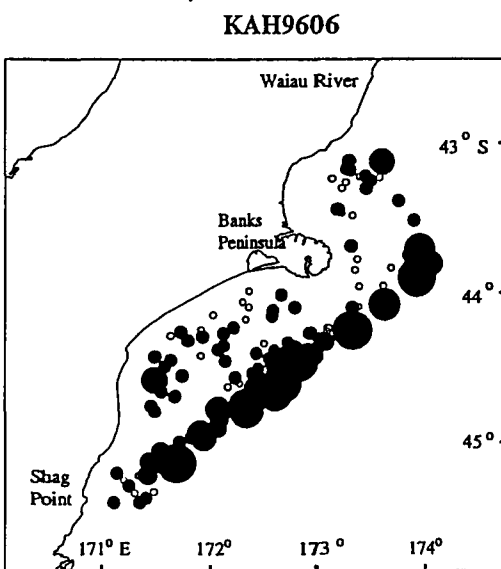 KAH9606
Waiau River
43° S
Banks
Peninsula
44°
45°
Shag
Point
171° E
172°
173°
174°